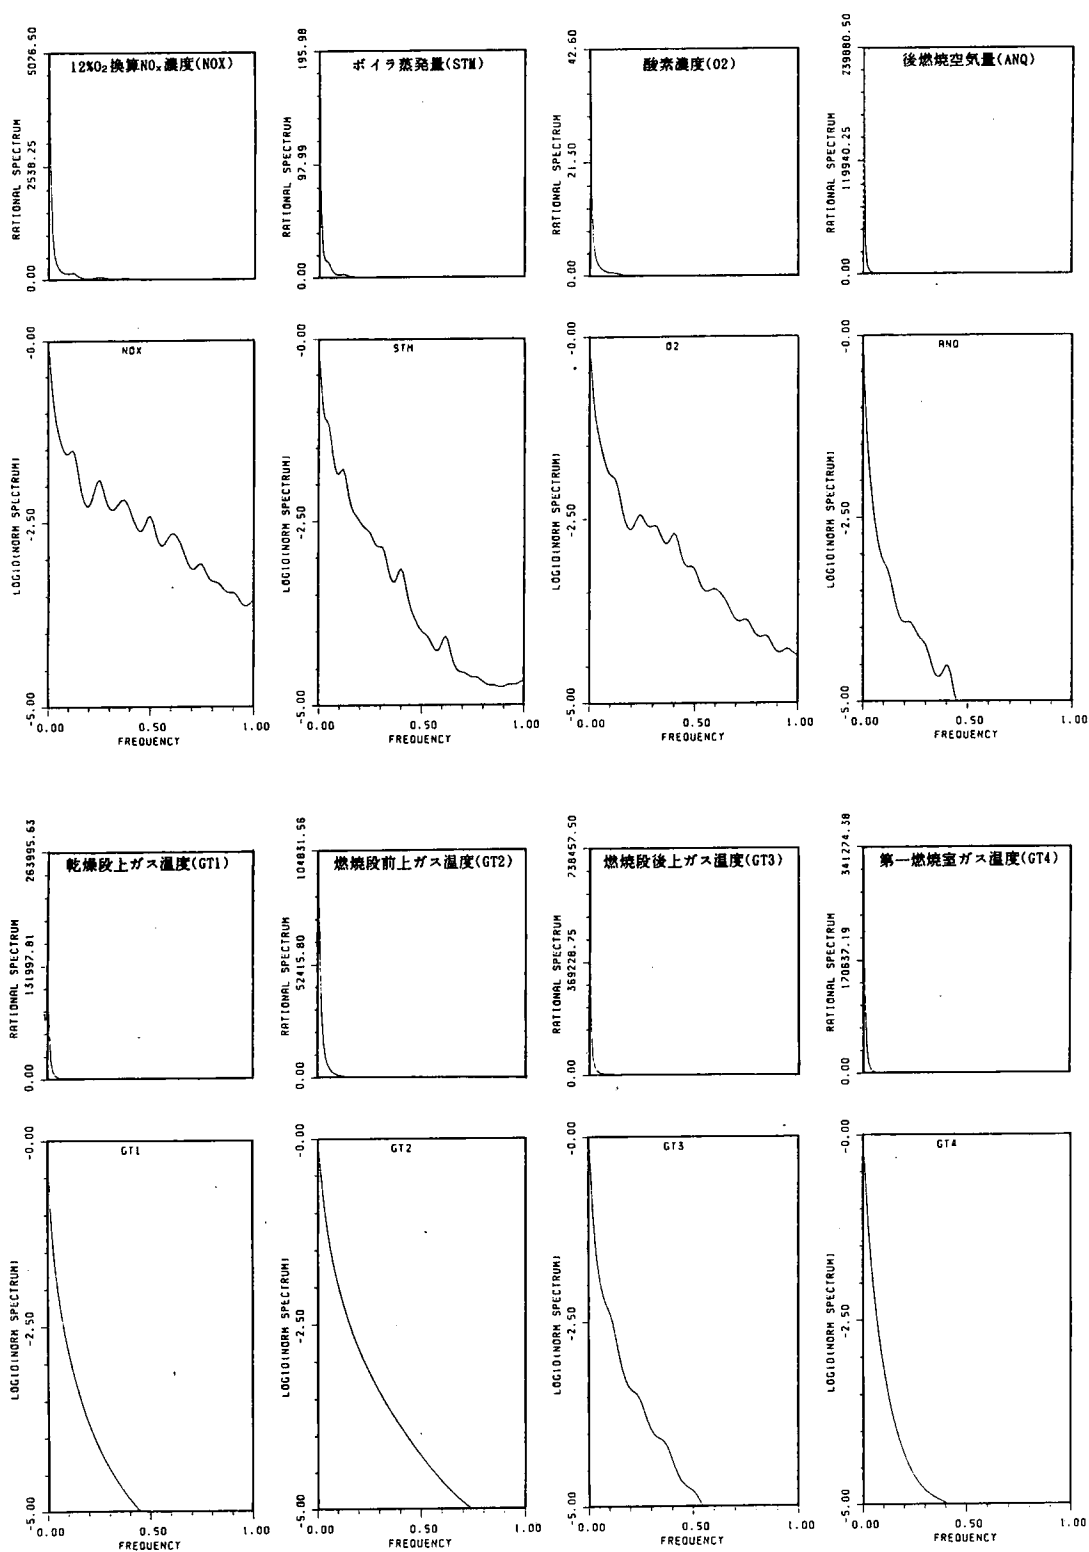 5076.50
2538.25
0.00
RATIONAL SPECTRUM
12%O₂換算NOₓ濃度(NOX)
195.98
97.99
0.00
RATIONAL SPECTRUM
ボイラ蒸発量(STM)
42.60
21.30
0.00
RATIONAL SPECTRUM
酸素濃度(O2)
239880.50
119940.25
0.00
RATIONAL SPECTRUM
後燃焼空気量(ANQ)
-0.00
-2.50
-5.00
LOG10(NORM SPECTRUM)
NOX
0.00
0.50
1.00
FREQUENCY
-0.00
-2.50
-5.00
LOG10(NORM SPECTRUM)
STM
0.00
0.50
1.00
FREQUENCY
-0.00
-2.50
-5.00
LOG10(NORM SPECTRUM)
O2
0.00
0.50
1.00
FREQUENCY
-0.00
-2.50
-5.00
LOG10(NORM SPECTRUM)
ANQ
0.00
0.50
1.00
FREQUENCY
263995.63
131997.81
0.00
RATIONAL SPECTRUM
乾燥段上ガス温度(GT1)
104831.56
52415.80
0.00
RATIONAL SPECTRUM
燃焼段前上ガス温度(GT2)
738457.50
369228.75
0.00
RATIONAL SPECTRUM
燃焼段後上ガス温度(GT3)
341274.38
170637.19
0.00
RATIONAL SPECTRUM
第一燃焼室ガス温度(GT4)
-0.00
-2.50
-5.00
LOG10(NORM SPECTRUM)
GT1
0.00
0.50
1.00
FREQUENCY
-0.00
-2.50
-5.00
LOG10(NORM SPECTRUM)
GT2
0.00
0.50
1.00
FREQUENCY
-0.00
-2.50
-5.00
LOG10(NORM SPECTRUM)
GT3
0.00
0.50
1.00
FREQUENCY
-0.00
-2.50
-5.00
LOG10(NORM SPECTRUM)
GT4
0.00
0.50
1.00
FREQUENCY